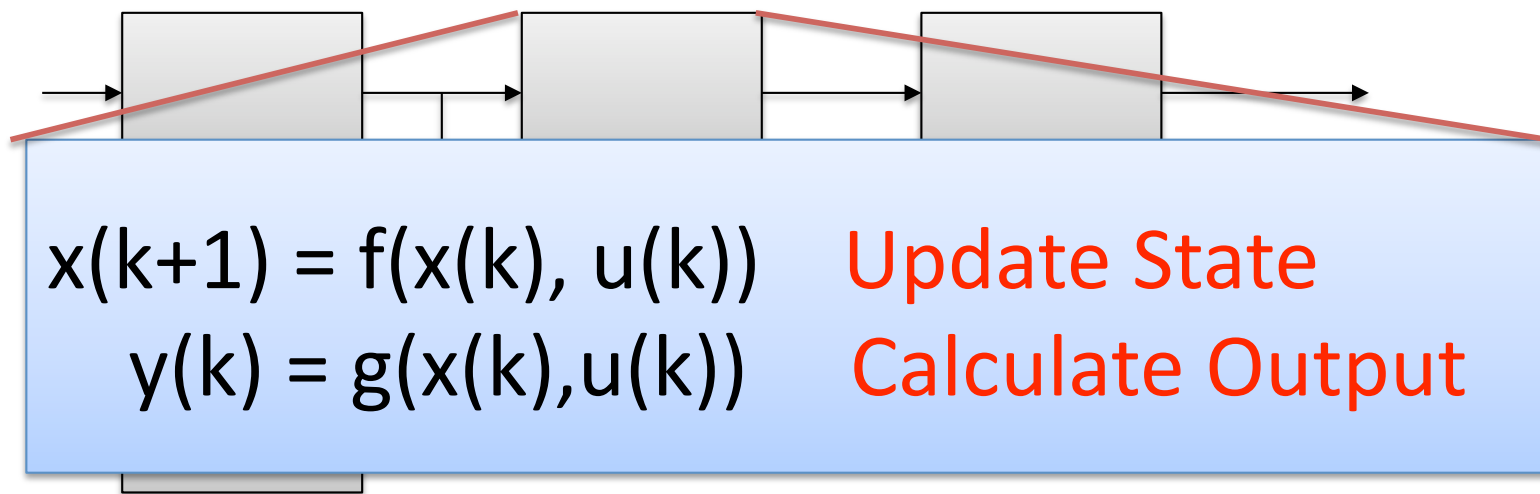 x(k+1) = f(x(k), u(k)) Update State
y(k) = g(x(k),u(k)) Calculate Output